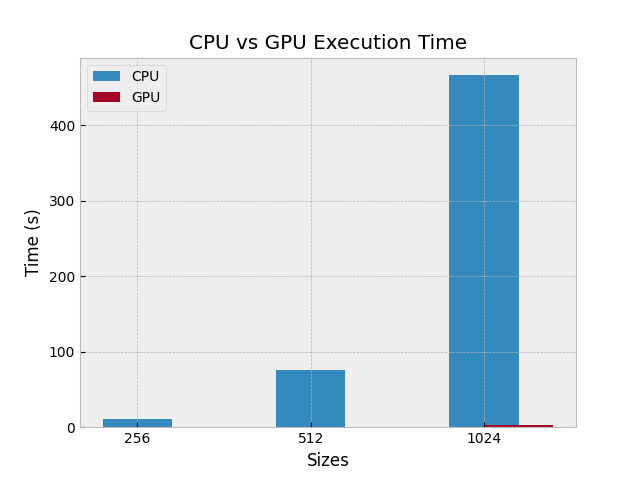 CPU vs GPU Execution Time
CPU
GPU
400
300
200
100
0
Time (s)
256 512 1024
Sizes